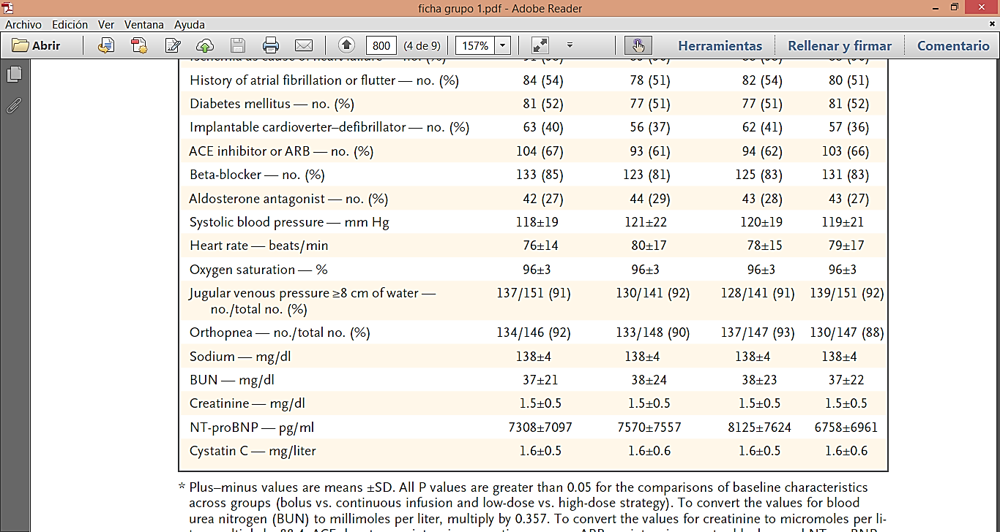 ficha grupo 1.pdf - Adobe Reader
Archivo Edición Ver Ventana Ayuda
Abrir 800 (4 de 9) 157% Herramientas Rellenar y firmar Comentario
History of atrial fibrillation or flutter — no. (%) 84 (54) 78 (51) 82 (54) 80 (51)
Diabetes mellitus — no. (%) 81 (52) 77 (51) 77 (51) 81 (52)
Implantable cardioverter–defibrillator — no. (%) 63 (40) 56 (37) 62 (41) 57 (36)
ACE inhibitor or ARB — no. (%) 104 (67) 93 (61) 94 (62) 103 (66)
Beta-blocker — no. (%) 133 (85) 123 (81) 125 (83) 131 (83)
Aldosterone antagonist — no. (%) 42 (27) 44 (29) 43 (28) 43 (27)
Systolic blood pressure — mm Hg 118±19 121±22 120±19 119±21
Heart rate — beats/min 76±14 80±17 78±15 79±17
Oxygen saturation — % 96±3 96±3 96±3 96±3
Jugular venous pressure ≥8 cm of water — 137/151 (91) 130/141 (92) 128/141 (91) 139/151 (92)
no./total no. (%)
Orthopnea — no./total no. (%) 134/146 (92) 133/148 (90) 137/147 (93) 130/147 (88)
Sodium — mg/dl 138±4 138±4 138±4 138±4
BUN — mg/dl 37±21 38±24 38±23 37±22
Creatinine — mg/dl 1.5±0.5 1.5±0.5 1.5±0.5 1.5±0.5
NT-proBNP — pg/ml 7308±7097 7570±7557 8125±7624 6758±6961
Cystatin C — mg/liter 1.6±0.5 1.6±0.6 1.6±0.5 1.6±0.6
* Plus–minus values are means ±SD. All P values are greater than 0.05 for the comparisons of baseline characteristics
across groups (bolus vs. continuous infusion and low-dose vs. high-dose strategy). To convert the values for blood
urea nitrogen (BUN) to millimoles per liter, multiply by 0.357. To convert the values for creatinine to micromoles per li-